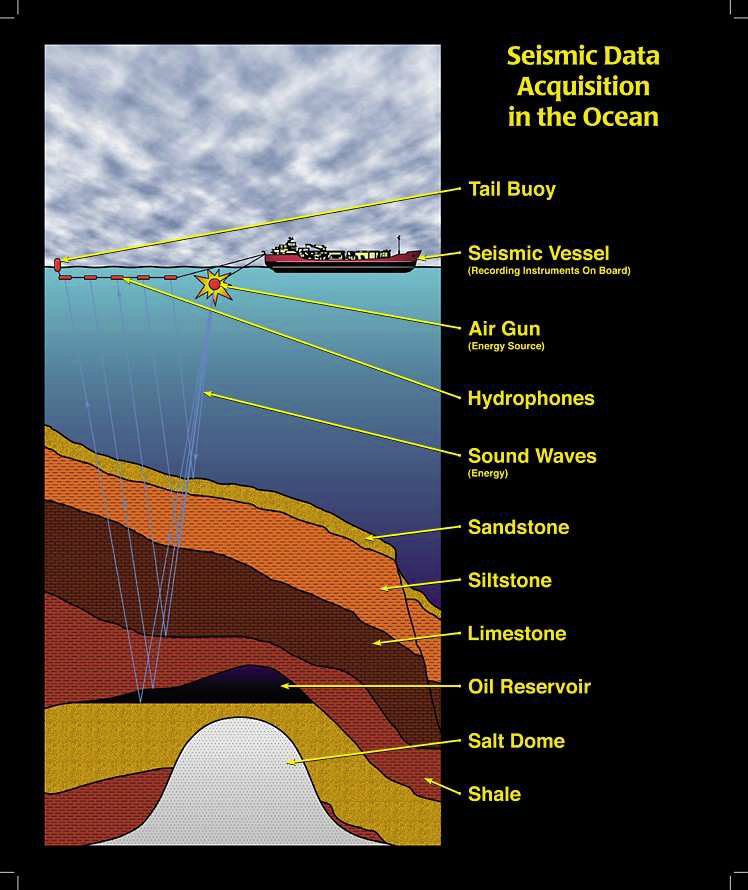 Seismic Data
Acquisition
in the Ocean
Tail Buoy
Seismic Vessel
(Recording Instruments On Board)
Air Gun
(Energy Source)
Hydrophones
Sound Waves
(Energy)
Sandstone
Siltstone
Limestone
Oil Reservoir
Salt Dome
Shale